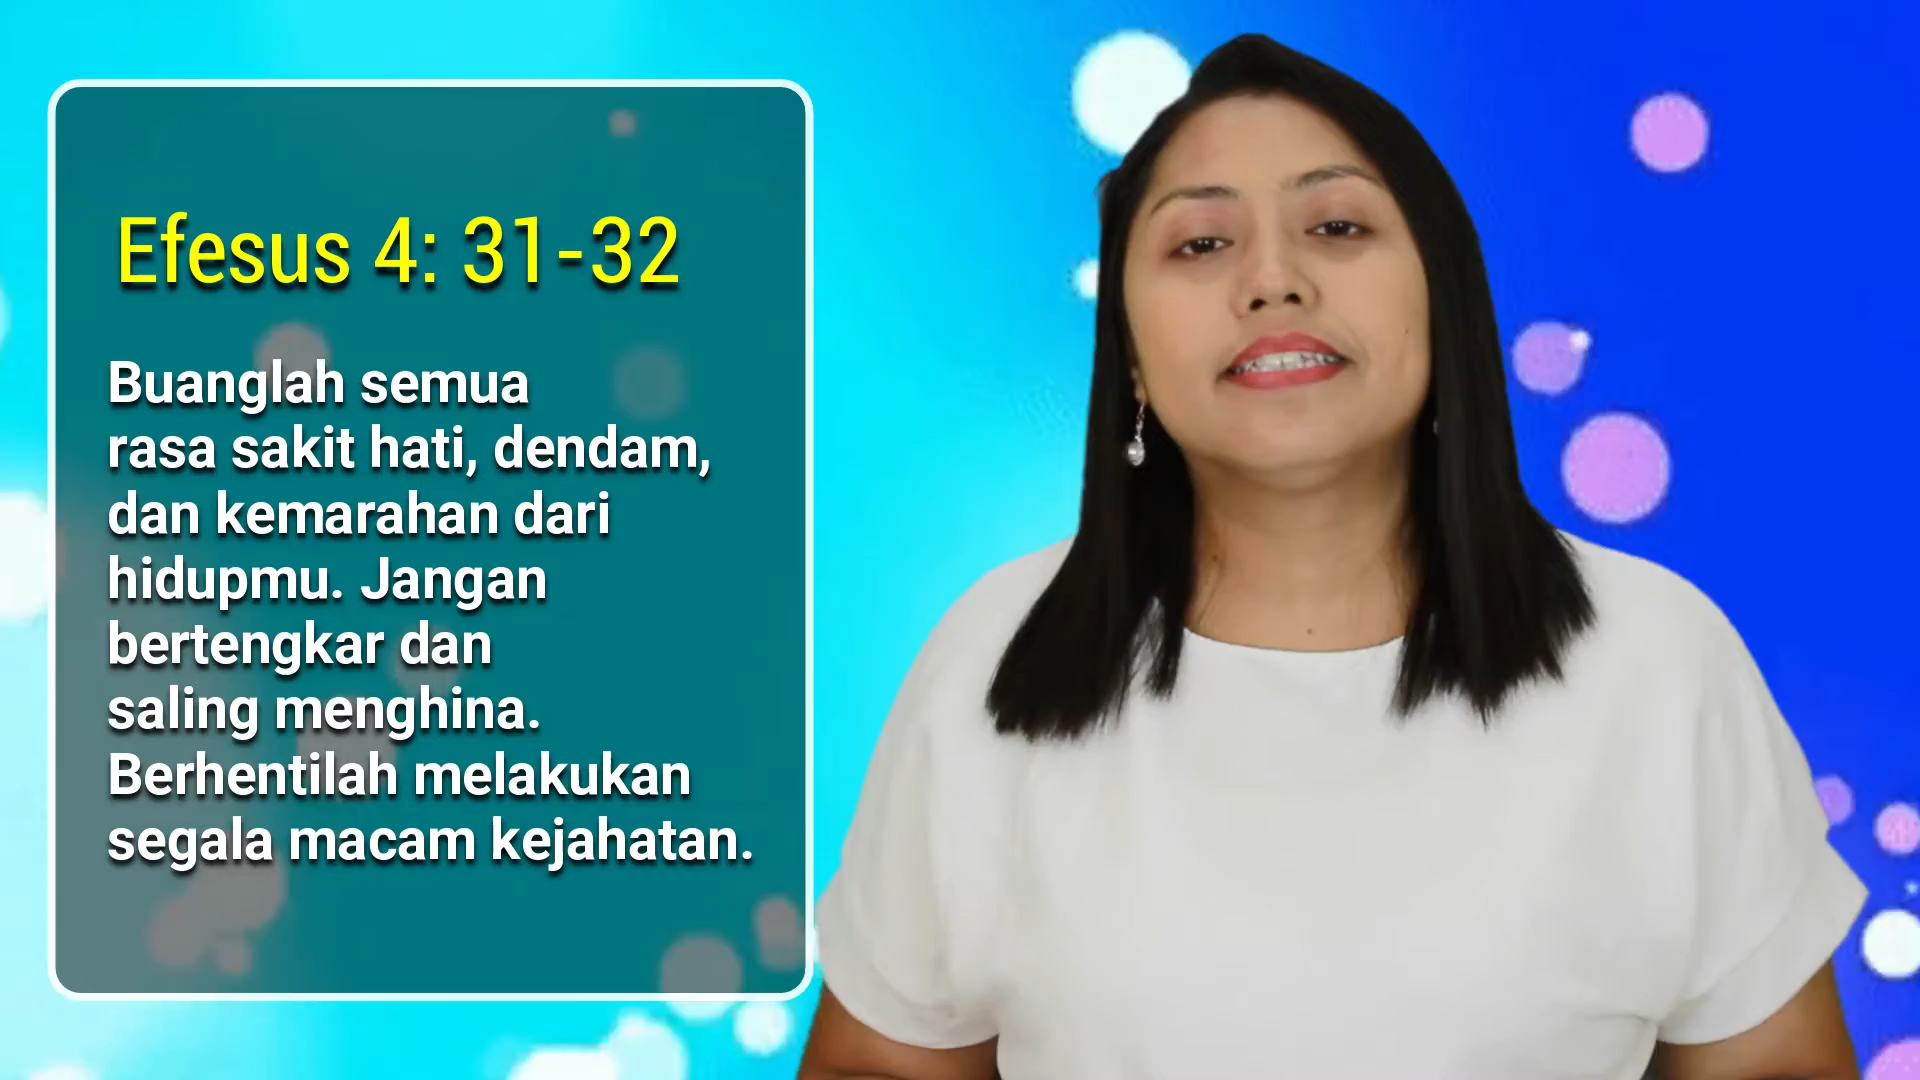 Efesus 4: 31-32
Buanglah semua
rasa sakit hati, dendam,
dan kemarahan dari
hidupmu. Jangan
bertengkar dan
saling menghina.
Berhentilah melakukan
segala macam kejahatan.